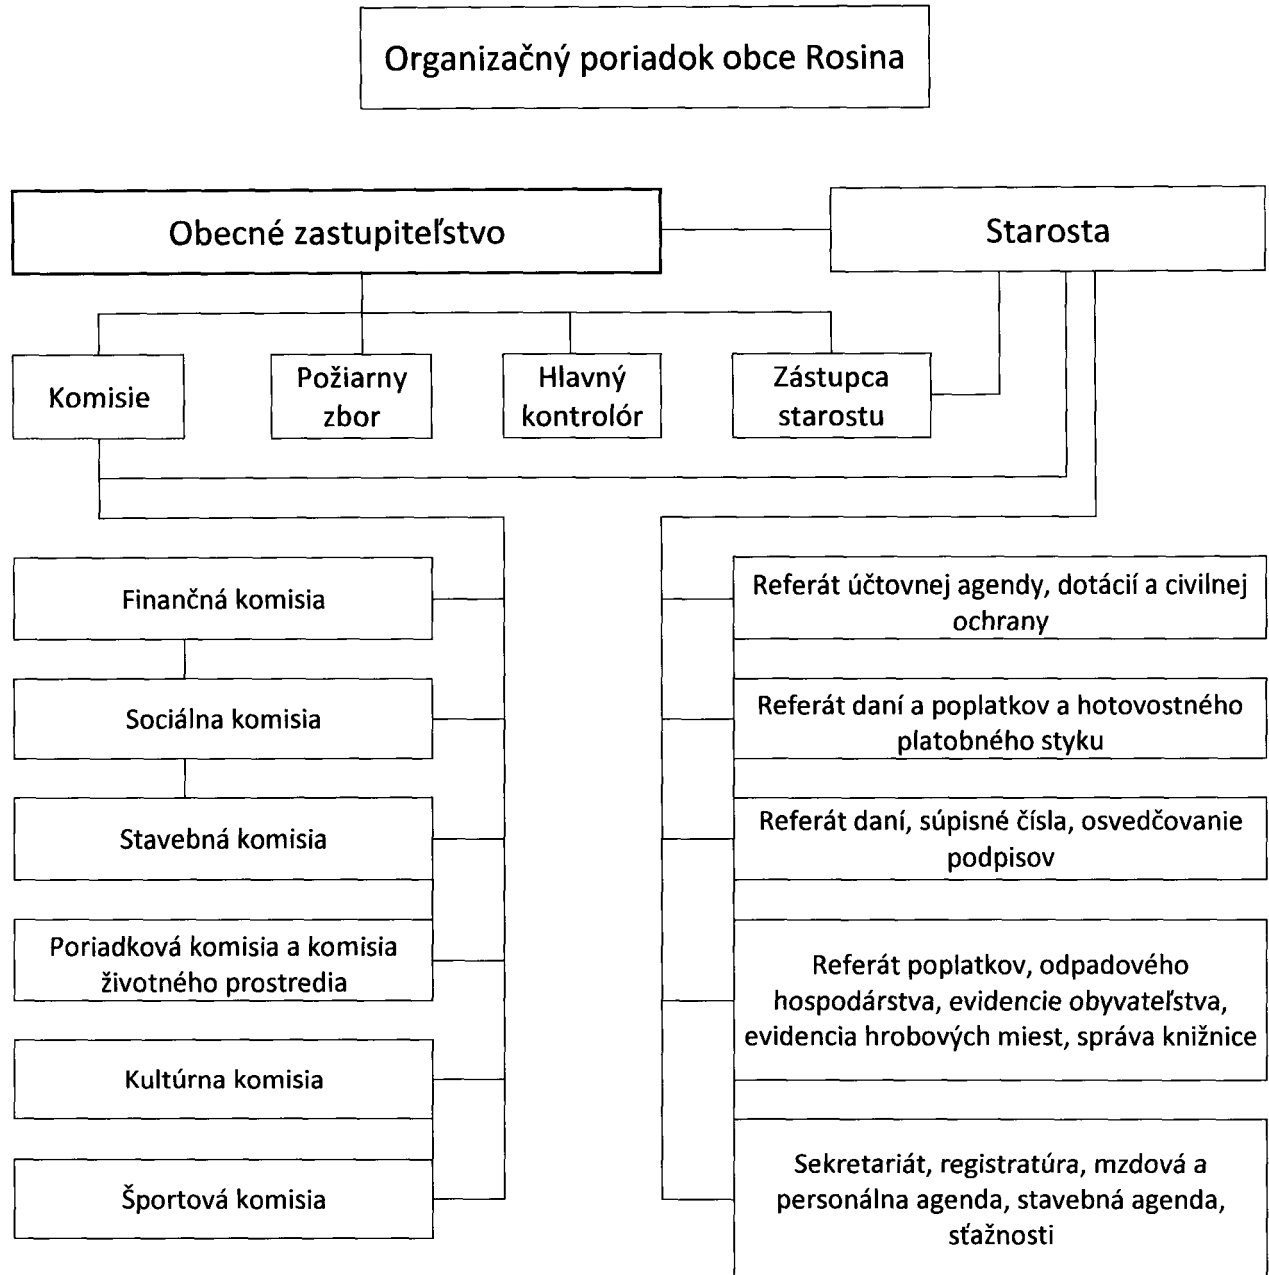 Organizačný poriadok obce Rosina
Obecné zastupiteľstvo
Starosta
Komisie
Požiarny
zbor
Hlavný
kontrolór
Zástupca
starostu
Finančná komisia
Sociálna komisia
Stavebná komisia
Poriadková komisia a komisia
životného prostredia
Kultúrna komisia
Športová komisia
Referát účtovnej agendy, dotácií a civilnej
ochrany
Referát daní a poplatkov a hotovostného
platobného styku
Referát daní, súpisné čísla, osvedčovanie
podpisov
Referát poplatkov, odpadového
hospodárstva, evidencie obyvateľstva,
evidencia hrobových miest, správa knižnice
Sekretariát, registratúra, mzdová a
personálna agenda, stavebná agenda,
sťažnosti